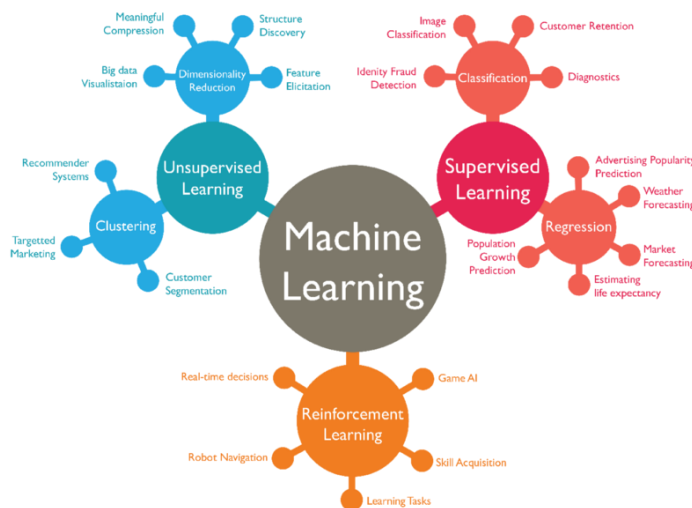 Meaningful
Compression
Structure
Discovery
Big data
Visualistaion
Dimensionality
Reduction
Feature
Elicitation
Image
Classification
Customer Retention
Idenity Fraud
Detection
Classification
Diagnostics
Recommender
Systems
Unsupervised
Learning
Supervised
Learning
Advertising Popularity
Prediction
Weather
Forecasting
Clustering
Targetted
Marketing
Customer
Segmentation
Machine
Learning
Population
Growth
Prediction
Regression
Market
Forecasting
Estimating
life expectancy
Real-time decisions
Game AI
Reinforcement
Learning
Robot Navigation
Skill Acquisition
Learning Tasks